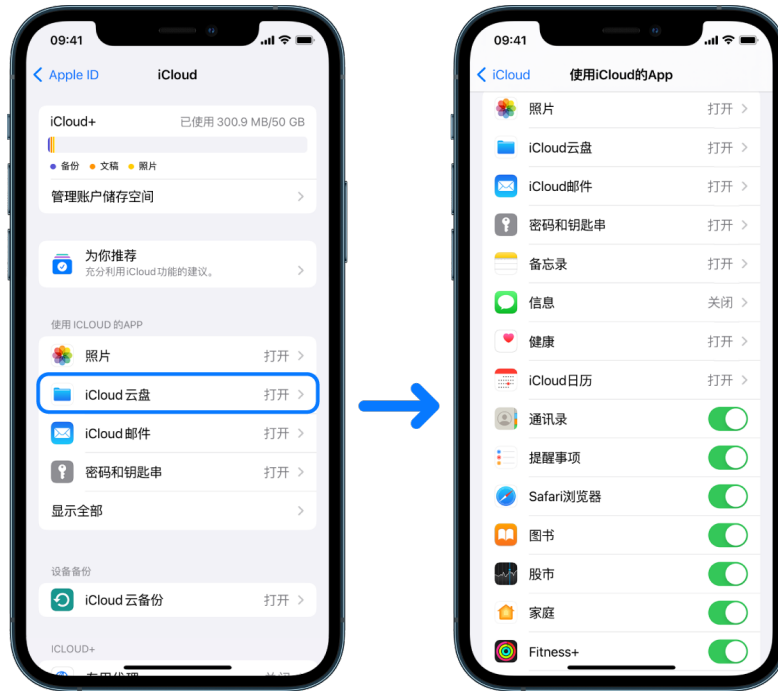 09:41
Apple ID
iCloud
iCloud+
已使用 300.9 MB/50 GB
备份
文稿
照片
管理账户储存空间
为你推荐
充分利用 iCloud 功能的建议。
使用 ICLOUD 的APP
照片
打开
iCloud 云盘
打开
iCloud 邮件
打开
密码和钥匙串
打开
显示全部
设备备份
iCloud 云备份
打开
ICLOUD+
09:41
iCloud
使用iCloud的App
照片
打开
iCloud云盘
打开
iCloud邮件
打开
密码和钥匙串
打开
备忘录
打开
信息
关闭
健康
打开
iCloud日历
打开
通讯录
提醒事项
Safari浏览器
图书
股市
家庭
Fitness+